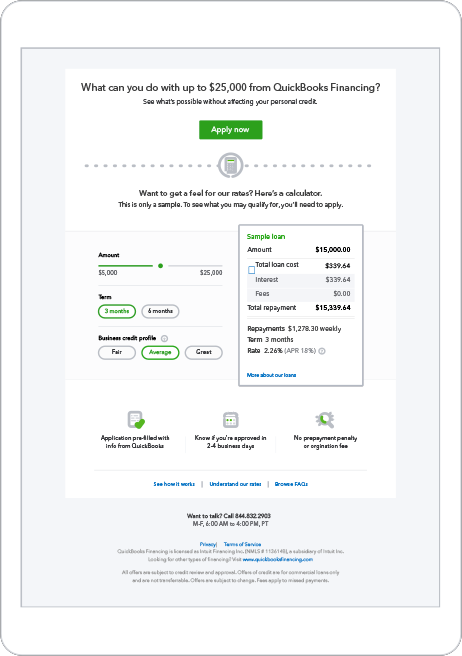 What can you do with up to $25,000 from QuickBooks Financing?
See what's possible without affecting your personal credit.
Apply now
Want to get a feel for our rates? Here's a calculator.
This is only a sample. To see what you may qualify for, you'll need to apply.
Amount
$5,000 $25,000
Term
3 months 6 months
Business credit profile
Fair Average Great
Sample loan
Amount $15,000.00
Total loan cost $339.64
Interest $339.64
Fees $0.00
Total repayment $15,339.64
Repayments $1,278.30 weekly
Term 3 months
Rate 2.26% (APR 18%)
More about our loans
Application pre-filled with
info from QuickBooks
Know if you're approved in
2-4 business days
No prepayment penalty
or orgination fee
See how it works | Understand our rates | Browse FAQs
Want to talk? Call 844.832.2903
M-F, 6:00 AM to 4:00 PM, PT
Privacy| Terms of Service
QuickBooks Financing is licensed as Intuit Financing Inc. (NMLS # 1136148), a subsidiary of Intuit Inc.
Looking for other types of financing? Visit www.quickbooksfinancing.com
All offers are subject to credit review and approval. Offers of credit are for commercial loans only
and are not transferrable. Offers are subject to change. Fees apply to missed payments.